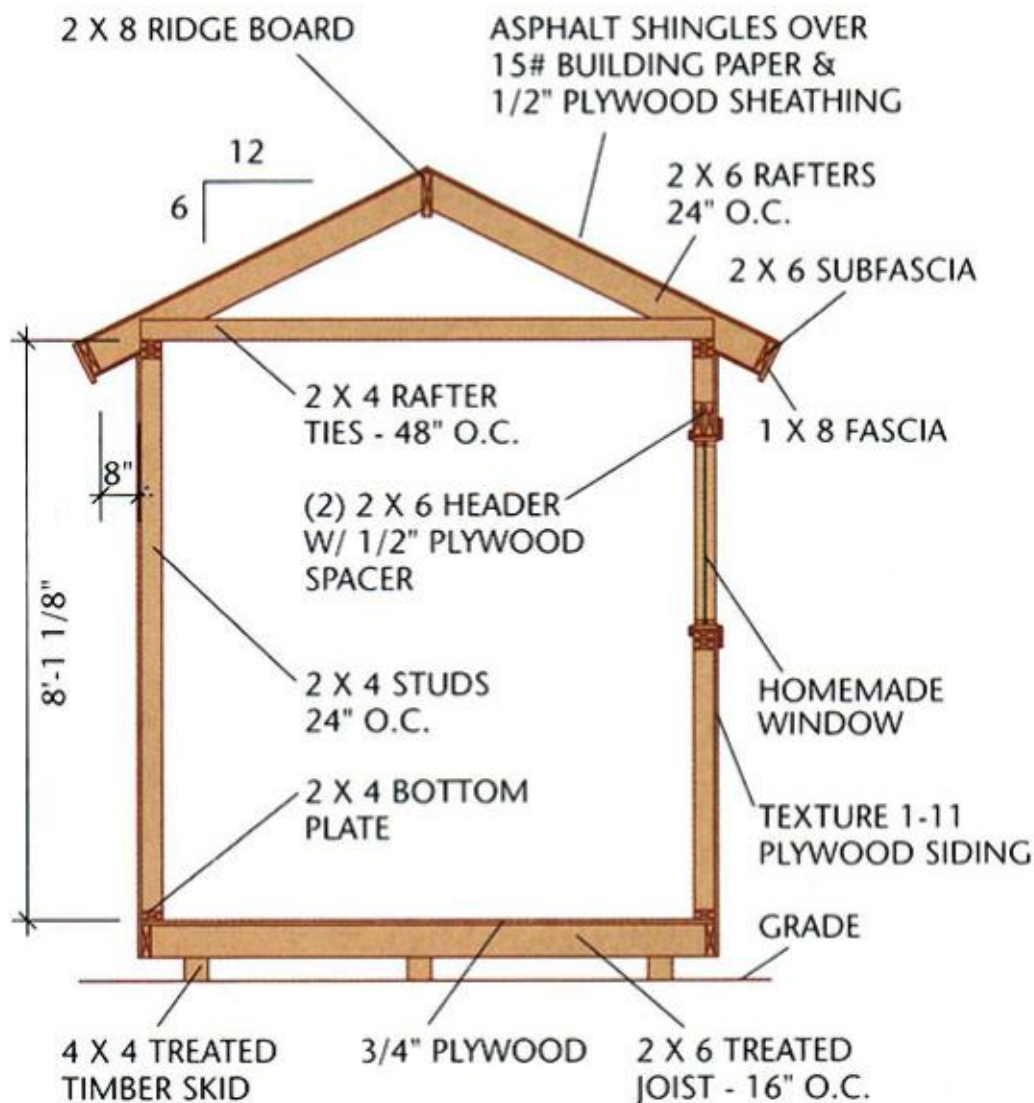 2 X 8 RIDGE BOARD
ASPHALT SHINGLES OVER
15# BUILDING PAPER &
1/2" PLYWOOD SHEATHING
12
6
2 X 6 RAFTERS
24" O.C.
2 X 6 SUBFASCIA
2 X 4 RAFTER
TIES - 48" O.C.
1 X 8 FASCIA
8"
(2) 2 X 6 HEADER
W/ 1/2" PLYWOOD
SPACER
8'-1 1/8"
2 X 4 STUDS
24" O.C.
HOMEMADE
WINDOW
2 X 4 BOTTOM
PLATE
TEXTURE 1-11
PLYWOOD SIDING
GRADE
4 X 4 TREATED
TIMBER SKID
3/4" PLYWOOD
2 X 6 TREATED
JOIST - 16" O.C.